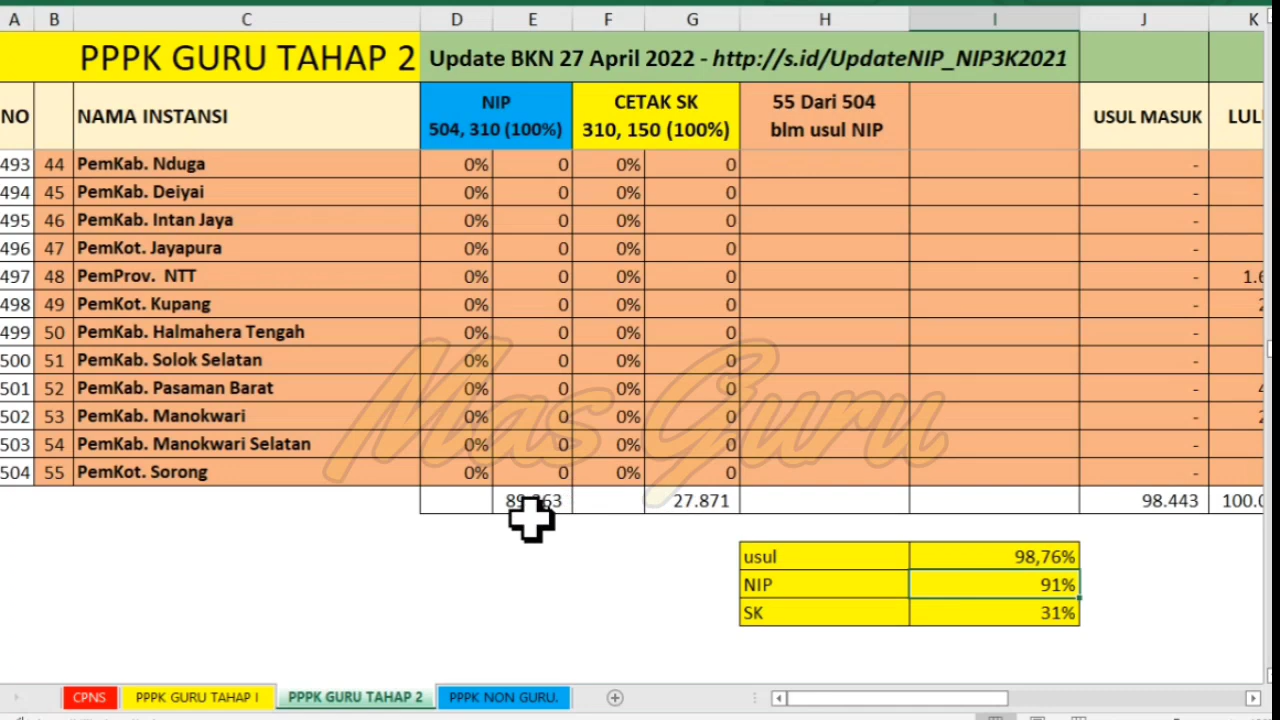 A B C D E F G H I J K
PPPK GURU TAHAP 2 Update BKN 27 April 2022 - http://s.id/UpdateNIP_NIP3K2021
NO NAMA INSTANSI NIP 504, 310 (100%) CETAK SK 310, 150 (100%) 55 Dari 504 blm usul NIP USUL MASUK
493 44 PemKab. Nduga 0% 0 0% 0 -
494 45 PemKab. Deiyai 0% 0 0% 0 -
495 46 PemKab. Intan Jaya 0% 0 0% 0 -
496 47 PemKot. Jayapura 0% 0 0% 0 -
497 48 PemProv. NTT 0% 0 0% 0 -
498 49 PemKot. Kupang 0% 0 0% 0 -
499 50 PemKab. Halmahera Tengah 0% 0 0% 0 -
500 51 PemKab. Solok Selatan 0% 0 0% 0 -
501 52 PemKab. Pasaman Barat 0% 0 0% 0 -
502 53 PemKab. Manokwari 0% 0 0% 0 -
503 54 PemKab. Manokwari Selatan 0% 0 0% 0 -
504 55 PemKot. Sorong 0% 0 0% 0 -
27.871 98.443
Mas Guru
usul 98,76%
NIP 91%
SK 31%
CPNS PPPK GURU TAHAP I PPPK GURU TAHAP 2 PPPK NON GURU.